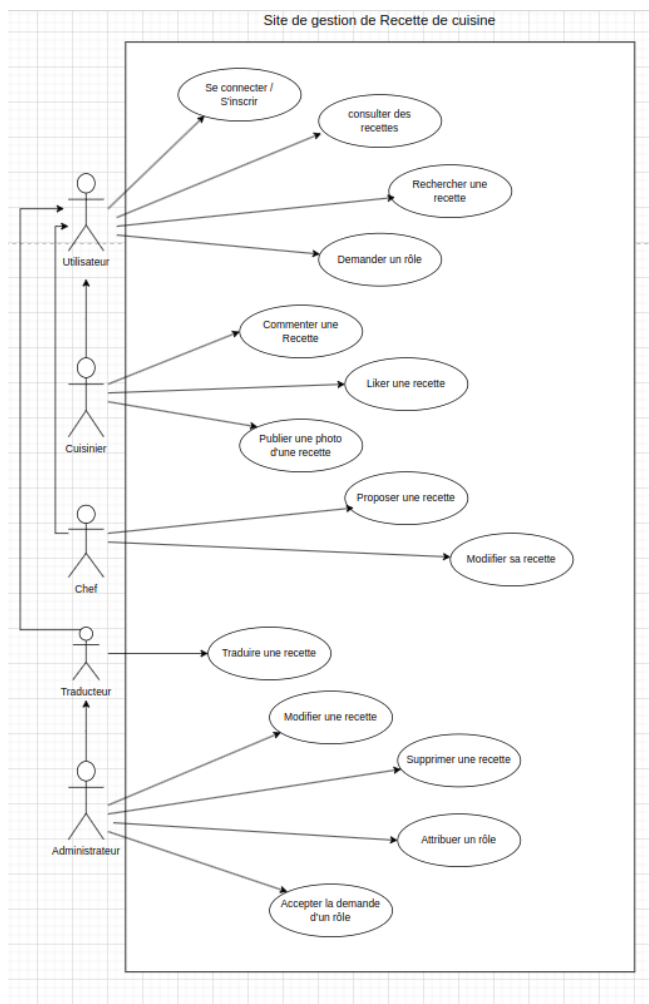 Site de gestion de Recette de cuisine
Se connecter /
S'inscrir
consulter des
recettes
Rechercher une
recette
Utilisateur
Demander un rôle
Commenter une
Recette
Liker une recette
Cuisinier
Publier une photo
d'une recette
Proposer une recette
Modiifier sa recette
Chef
Traduire une recette
Traducteur
Modifier une recette
Supprimer une recette
Attribuer un rôle
Administrateur
Accepter la demande
d'un rôle